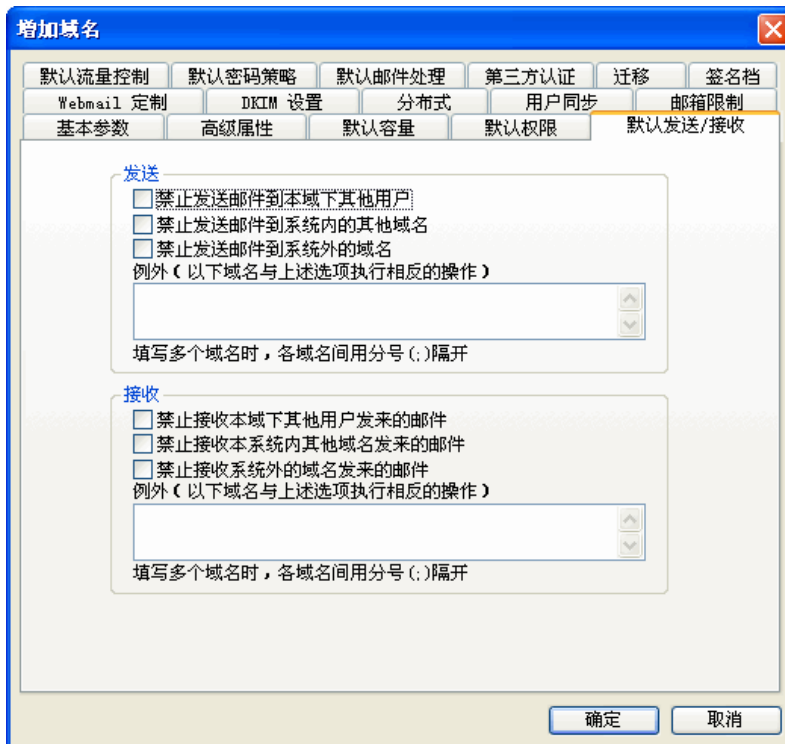 增加域名
默认流量控制 默认密码策略 默认邮件处理 第三方认证 迁移 签名档
Webmail 定制 DKIM 设置 分布式 用户同步 邮箱限制
基本参数 高级属性 默认容量 默认权限 默认发送/接收
发送
禁止发送邮件到本域下其他用户
禁止发送邮件到系统内的其他域名
禁止发送邮件到系统外的域名
例外(以下域名与上述选项执行相反的操作)
填写多个域名时,各域名间用分号(;)隔开
接收
禁止接收本域下其他用户发来的邮件
禁止接收本系统内其他域名发来的邮件
禁止接收系统外的域名发来的邮件
例外(以下域名与上述选项执行相反的操作)
填写多个域名时,各域名间用分号(;)隔开
确定 取消